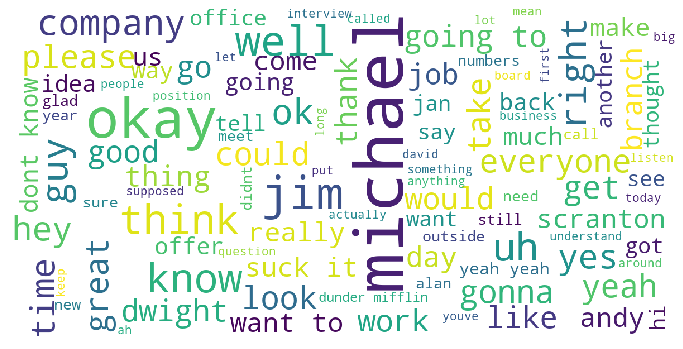 company
office
interview
called
lot
mean
big
please
us
well
let
come
going to
make
right
another
thought
idea
way
go
going
thank
michael
job
numbers
board
first
glad
people
year
position
dont know
guy
okay
ok
tell
meet
long
jan
say
take
back
business
branch
much
call
listen
good
could
david
something
anything
everyone
thing
sure
supposed
didnt
jim
put
would
need
get
see
today
hey
think
really
actually
want
still
scranton
time
great
offer
question
suck it
day
outside
uh
understand
yes
got
around
keep
know
look
yeah yeah
alan
gonna
yeah
new
ah
dwight
want to
dunder mifflin
work
youve
like
andy
hi